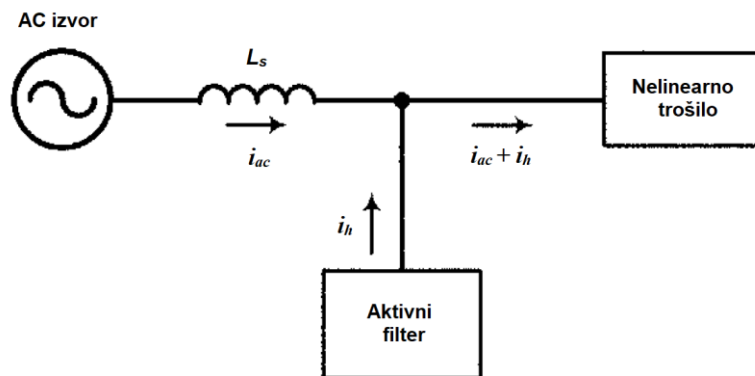 AC izvor
Ls
iac
Nelinearno
trošilo
iac + ih
ih
Aktivni
filter